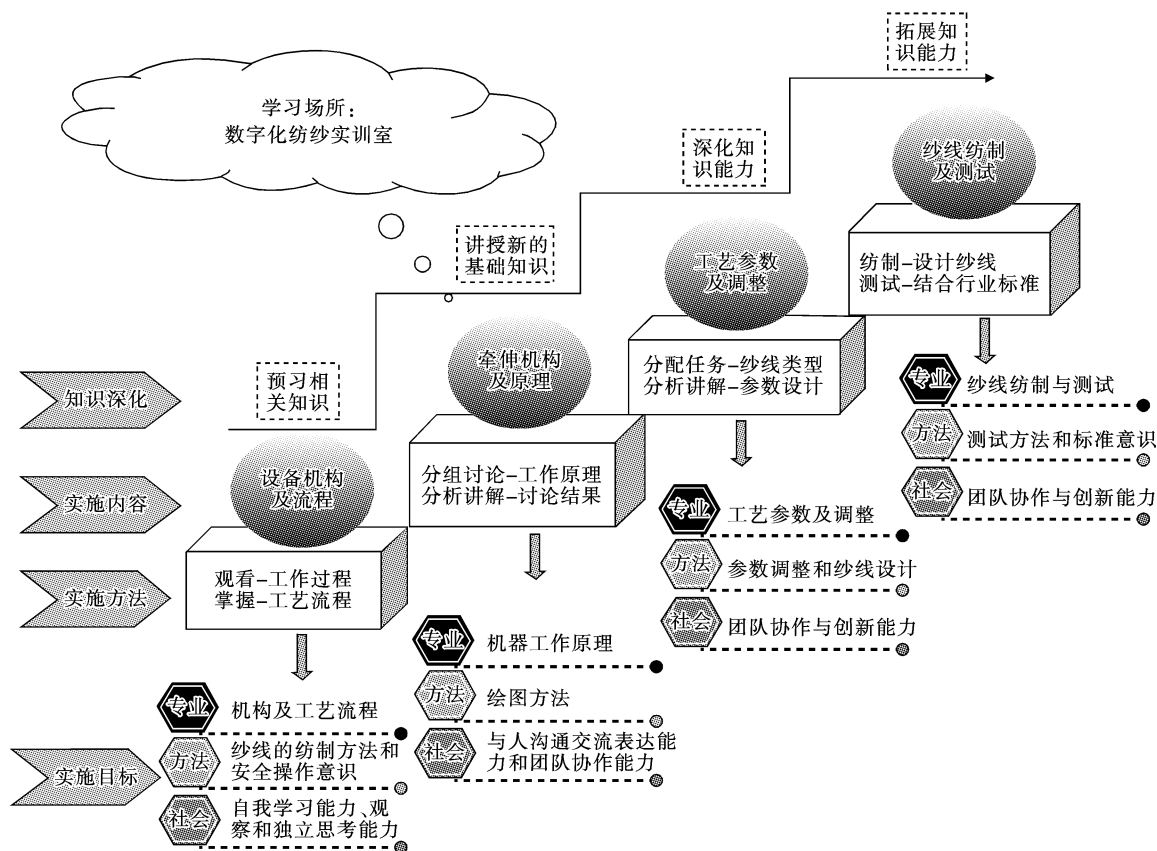 拓展知
识能力
学习场所：
数字化纺纱实训室
深化知
识能力
纱线纺制
及测试
讲授新的
基础知识
工艺参数
及调整
纺制–设计纱线
测试–结合行业标准
预习相
关知识
牵伸机构
及原理
分配任务–纱线类型
分析讲解–参数设计
知识深化
设备机构
及流程
分组讨论–工作原理
分析讲解–讨论结果
实施内容
观看–工作过程
掌握–工艺流程
实施方法
实施目标
专业
机构及工艺流程
方法
纱线的纺制方法和
安全操作意识
社会
自我学习能力、观
察和独立思考能力
专业
机器工作原理
方法
绘图方法
社会
与人沟通交流表达能
力和团队协作能力
专业
工艺参数及调整
方法
参数调整和纱线设计
社会
团队协作与创新能力
专业
纱线纺制与测试
方法
测试方法和标准意识
社会
团队协作与创新能力